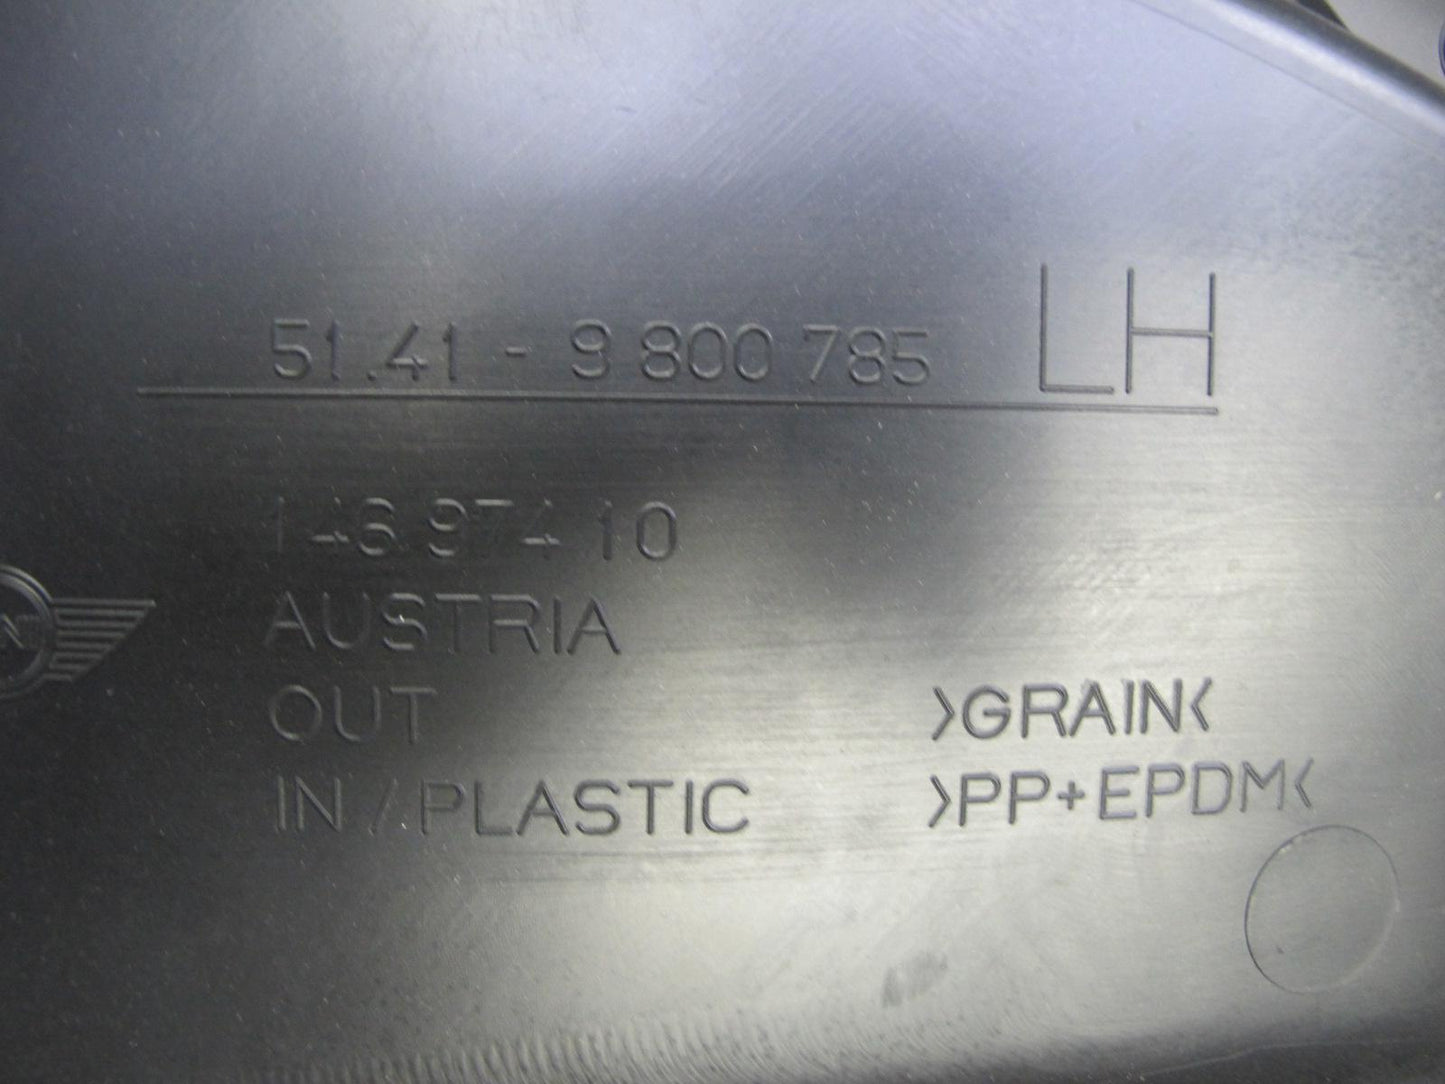 51.41 - 9 800 785 LH
146 974 10
AUSTRIA
OUT >GRAIN<
IN / PLASTIC >PP+EPDM<